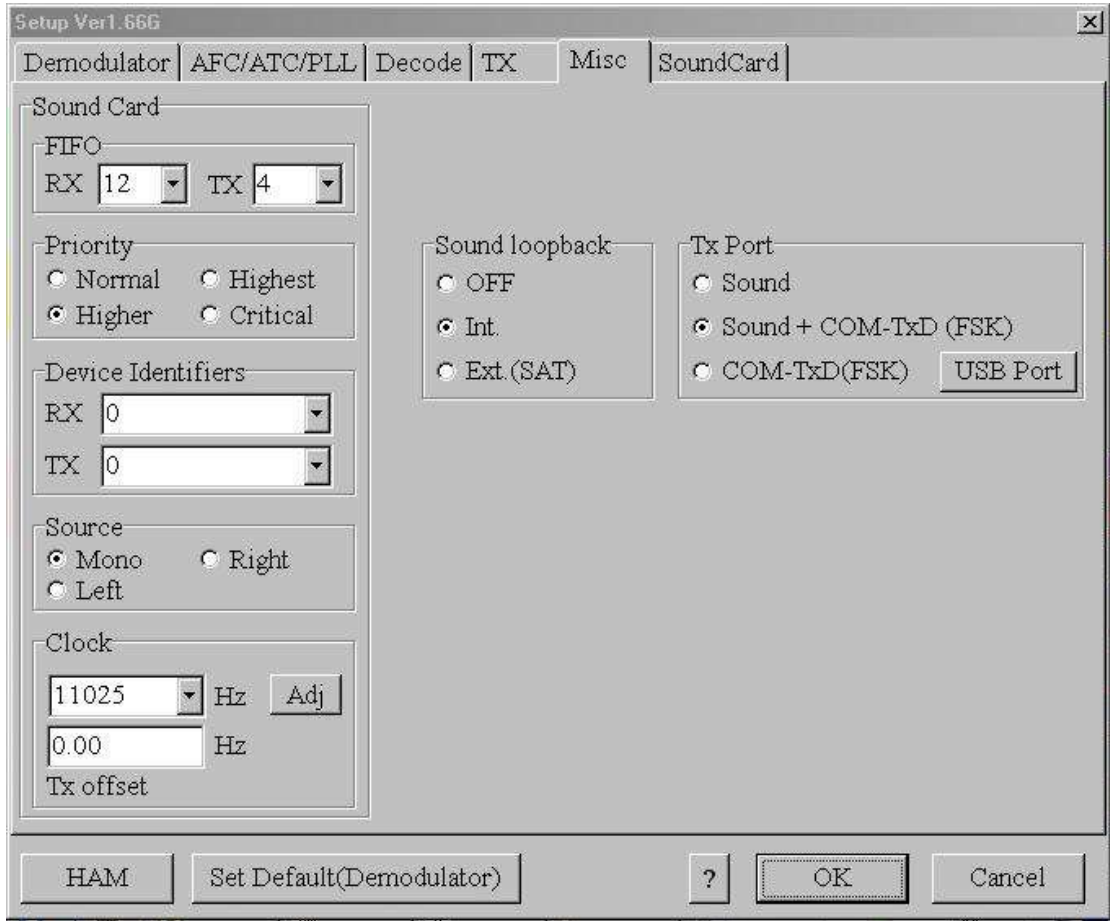 Setup Ver1.66G
Demodulator AFC/ATC/PLL Decode TX Misc SoundCard
Sound Card
FIFO
RX 12 TX 4
Priority
Normal Highest
Higher Critical
Device Identifiers
RX 0
TX 0
Source
Mono Right
Left
Clock
11025 Hz Adj
0.00 Hz
Tx offset
Sound loopback
OFF
Int.
Ext.(SAT)
Tx Port
Sound
Sound + COM-TxD (FSK)
COM-TxD(FSK) USB Port
HAM Set Default(Demodulator) ? OK Cancel